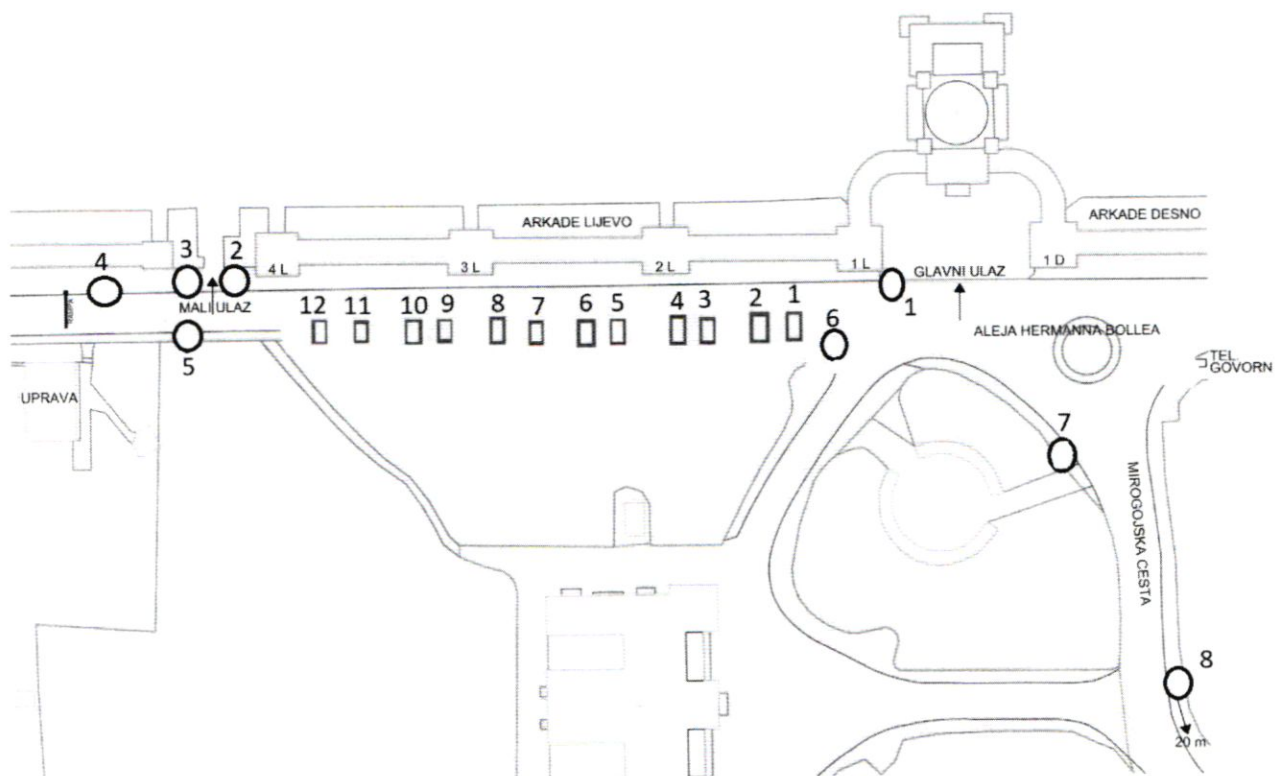 ARKADE LIJEVO
ARKADE DESNO
4 L
3 L
2 L
1 L
1 D
GLAVNI ULAZ
4
3
2
1
MALI ULAZ
5
12
11
10
9
8
7
6
5
4
3
2
1
6
ALEJA HERMANNA BOLLEA
TEL.
GOVORN
UPRAVA
7
MIROGOJSKA CESTA
8
20 m